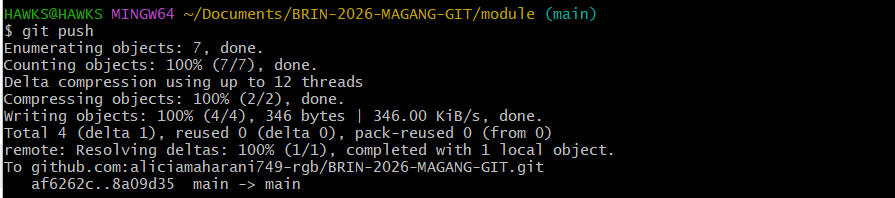 HAWKS@HAWKS MINGW64 ~/Documents/BRIN-2026-MAGANG-GIT/module (main)
$ git push
Enumerating objects: 7, done.
Counting objects: 100% (7/7), done.
Delta compression using up to 12 threads
Compressing objects: 100% (2/2), done.
Writing objects: 100% (4/4), 346 bytes | 346.00 KiB/s, done.
Total 4 (delta 1), reused 0 (delta 0), pack-reused 0 (from 0)
remote: Resolving deltas: 100% (1/1), completed with 1 local object.
To github.com:aliciamaharani749-rgb/BRIN-2026-MAGANG-GIT.git
   af6262c..8a09d35  main -> main